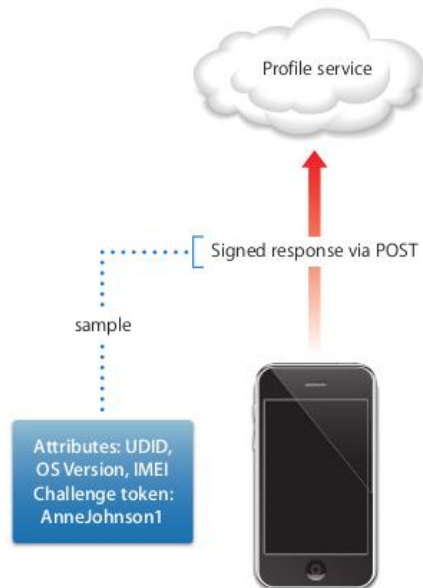 Profile service
Signed response via POST
sample
Attributes: UDID,
OS Version, IMEI
Challenge token:
AnneJohnson1